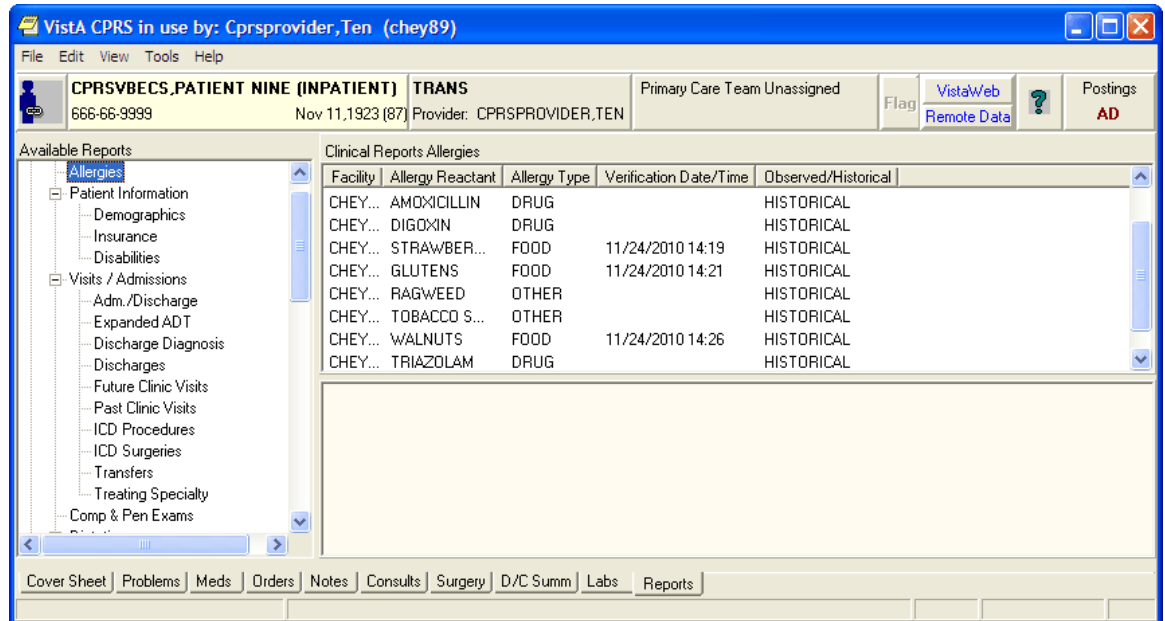 VistA CPRS in use by: Cprsprovider,Ten (chey89)
File Edit View Tools Help
CPRSVBECS,PATIENT NINE (INPATIENT) TRANS Primary Care Team Unassigned Flag VistaWeb Postings
666-66-9999 Nov 11,1923 (87) Provider: CPRSPROVIDER,TEN Remote Data ? AD
Available Reports
Allergies
Patient Information
Demographics
Insurance
Disabilities
Visits / Admissions
Adm./Discharge
Expanded ADT
Discharge Diagnosis
Discharges
Future Clinic Visits
Past Clinic Visits
ICD Procedures
ICD Surgeries
Transfers
Treating Specialty
Comp & Pen Exams
Clinical Reports Allergies
Facility Allergy Reactant Allergy Type Verification Date/Time Observed/Historical
CHEY... AMOXICILLIN DRUG HISTORICAL
CHEY... DIGOXIN DRUG HISTORICAL
CHEY... STRAWBER... FOOD 11/24/2010 14:19 HISTORICAL
CHEY... GLUTENS FOOD 11/24/2010 14:21 HISTORICAL
CHEY... RAGWEED OTHER HISTORICAL
CHEY... TOBACCO S... OTHER HISTORICAL
CHEY... WALNUTS FOOD 11/24/2010 14:26 HISTORICAL
CHEY... TRIAZOLAM DRUG HISTORICAL
Cover Sheet Problems Meds Orders Notes Consults Surgery D/C Summ Labs Reports